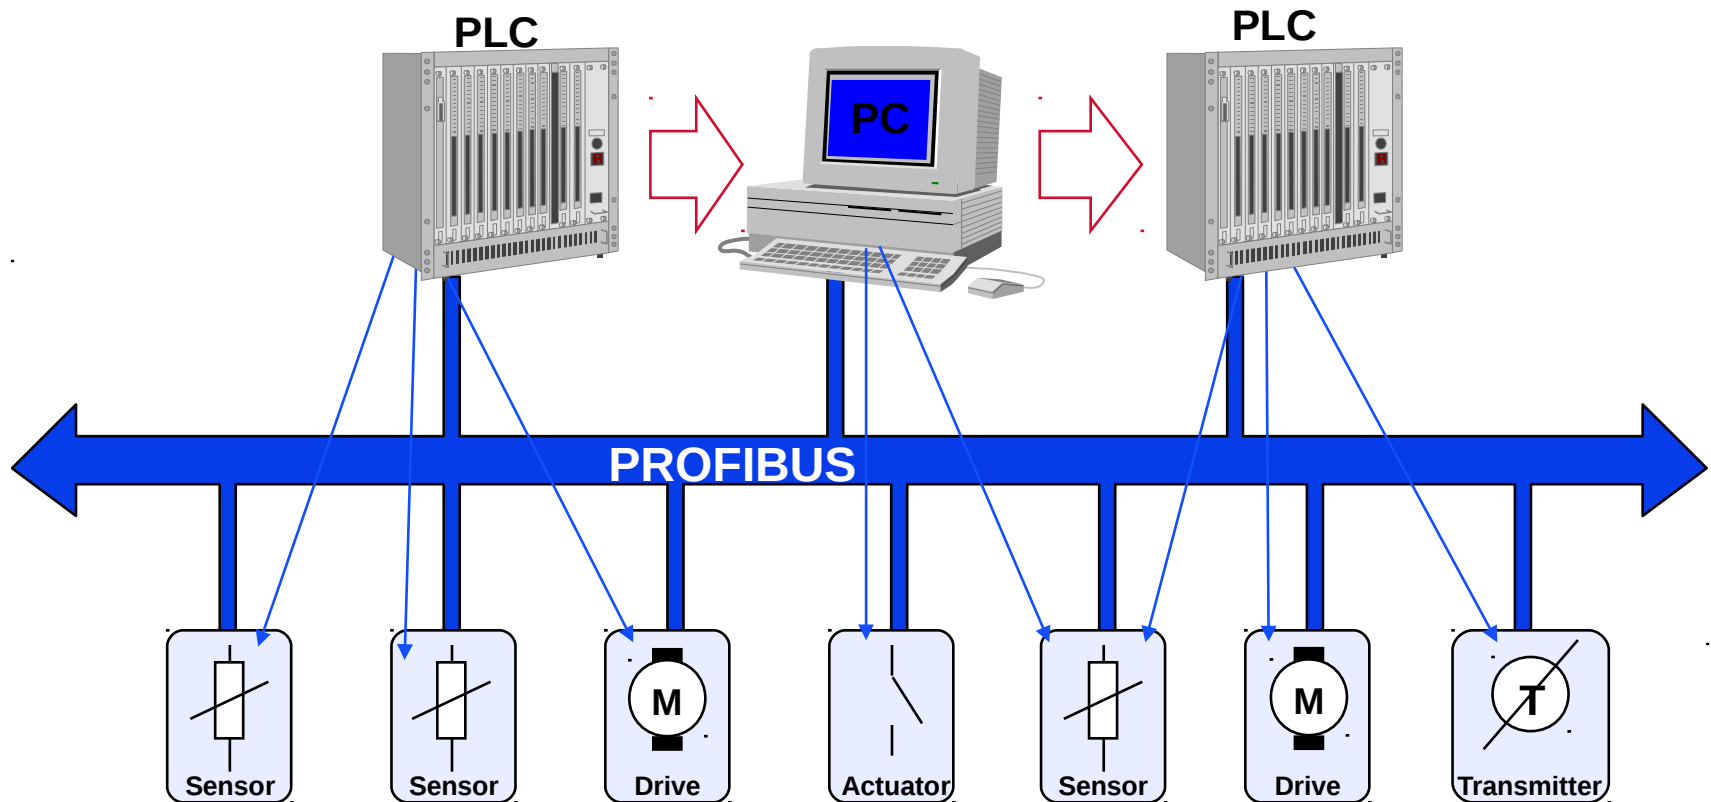 PLC
PC
PLC
PROFIBUS
M
M
T
Sensor
Sensor
Drive
Actuator
Sensor
Drive
Transmitter